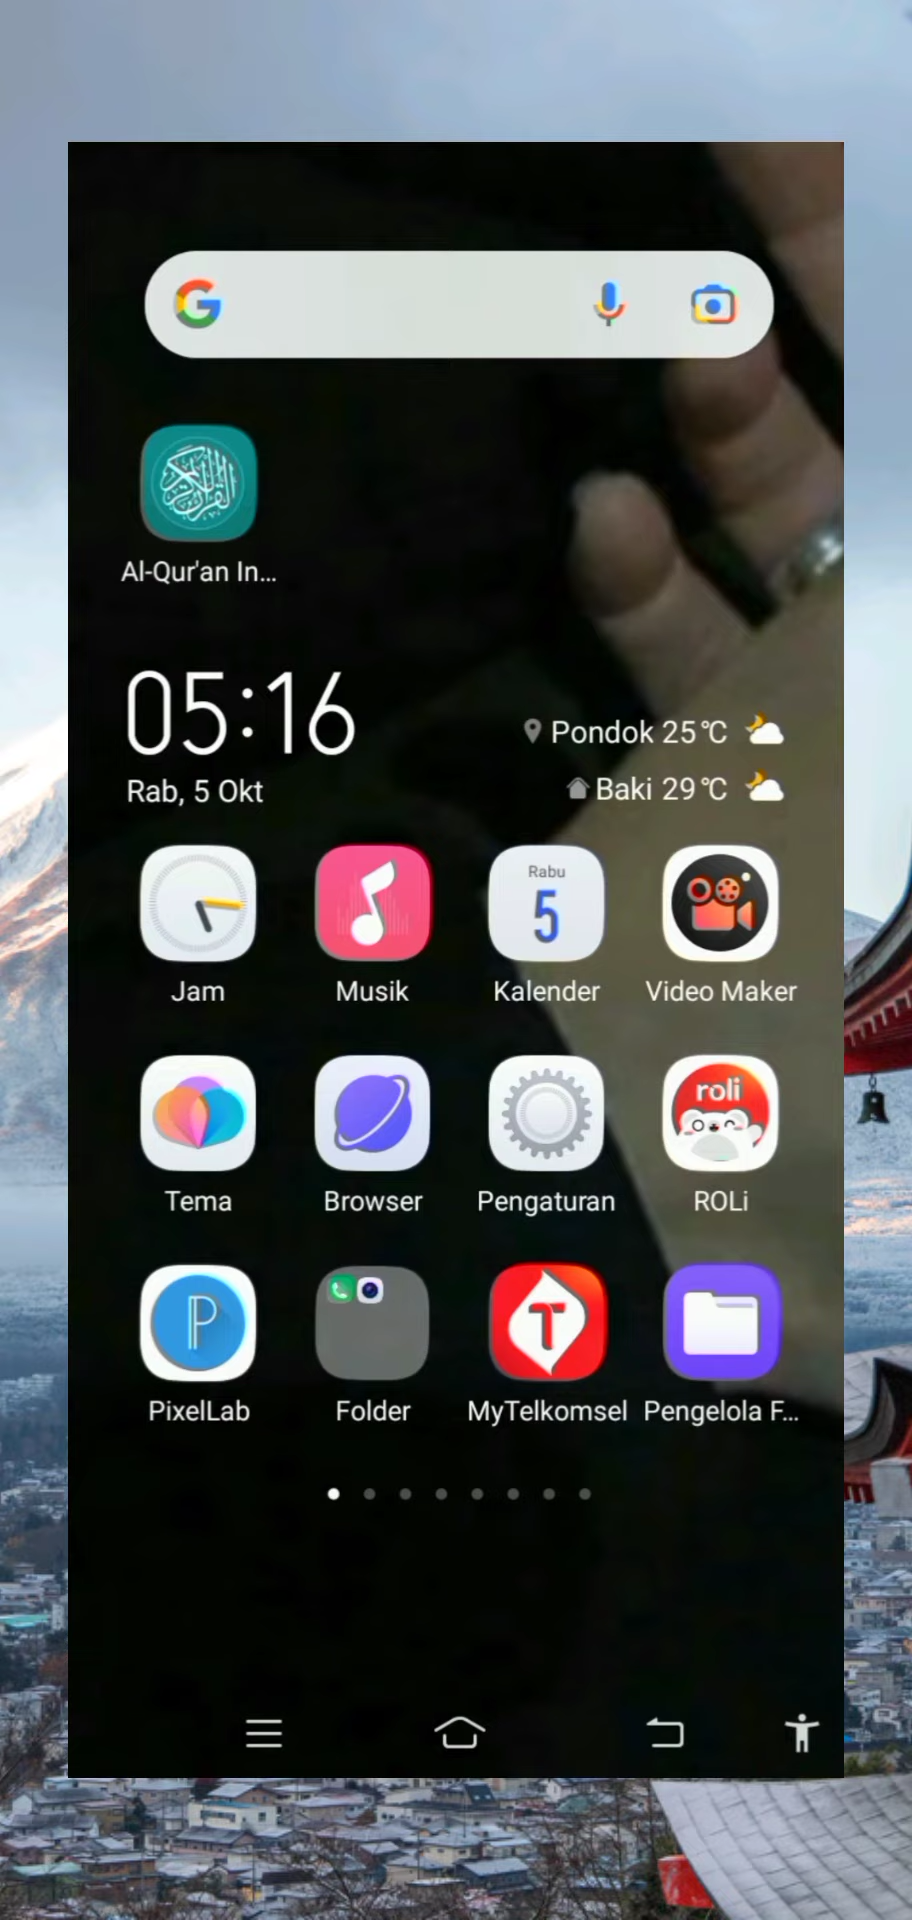 Al-Qur'an In...
05:16
Rab, 5 Okt
Pondok 25°C
Baki 29°C
Rabu
5
Jam
Musik
Kalender
Video Maker
roli
Tema
Browser
Pengaturan
ROLi
P
T
PixelLab
Folder
MyTelkomsel
Pengelola F...